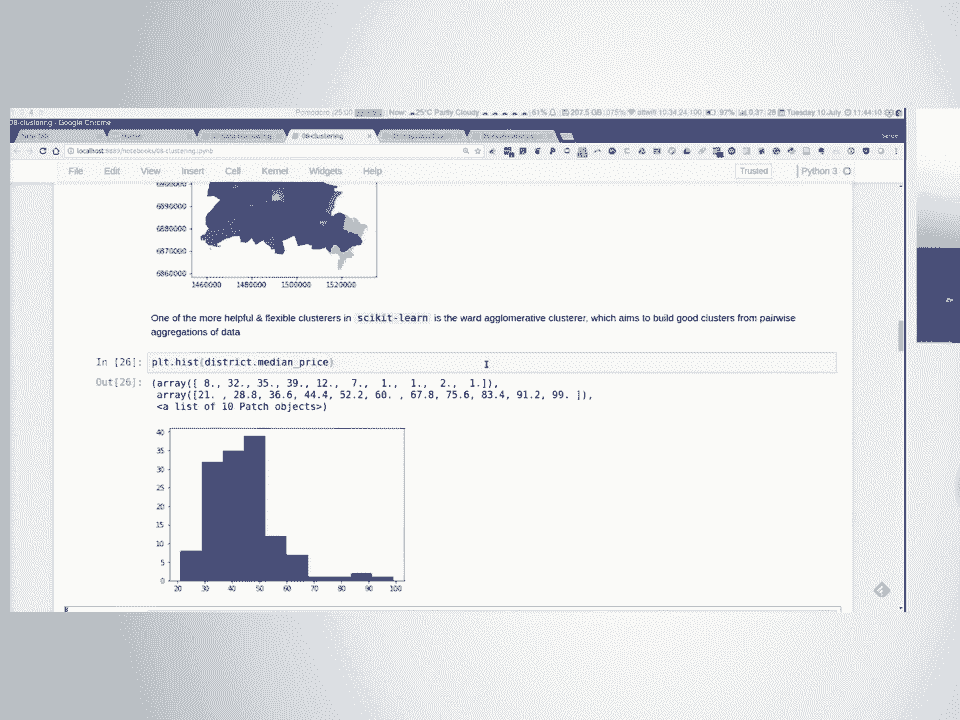 Now: 25°C Partly Cloudy 61% 207.5 GB 97% Tuesday 10.July 11:44:10
08-clustering - Google Chrome
08-clustering
localhost:8889/notebooks/08-clustering.ipynb
File Edit View Insert Cell Kernel Widgets Help Trusted Python 3
6890000
6880000
6870000
6860000
1460000 1480000 1500000 1520000
One of the more helpful & flexible clusterers in scikit-learn is the ward agglomerative clusterer, which aims to build good clusters from pairwise
aggregations of data
In [26]: plt.hist(district.median_price)
Out[26]: (array([ 8., 32., 35., 39., 12., 7., 1., 1., 2., 1.]),
array([21. , 28.8, 36.6, 44.4, 52.2, 60. , 67.8, 75.6, 83.4, 91.2, 99. ]),
<a list of 10 Patch objects>)
40
35
30
25
20
15
10
5
0
20 30 40 50 60 70 80 90 100